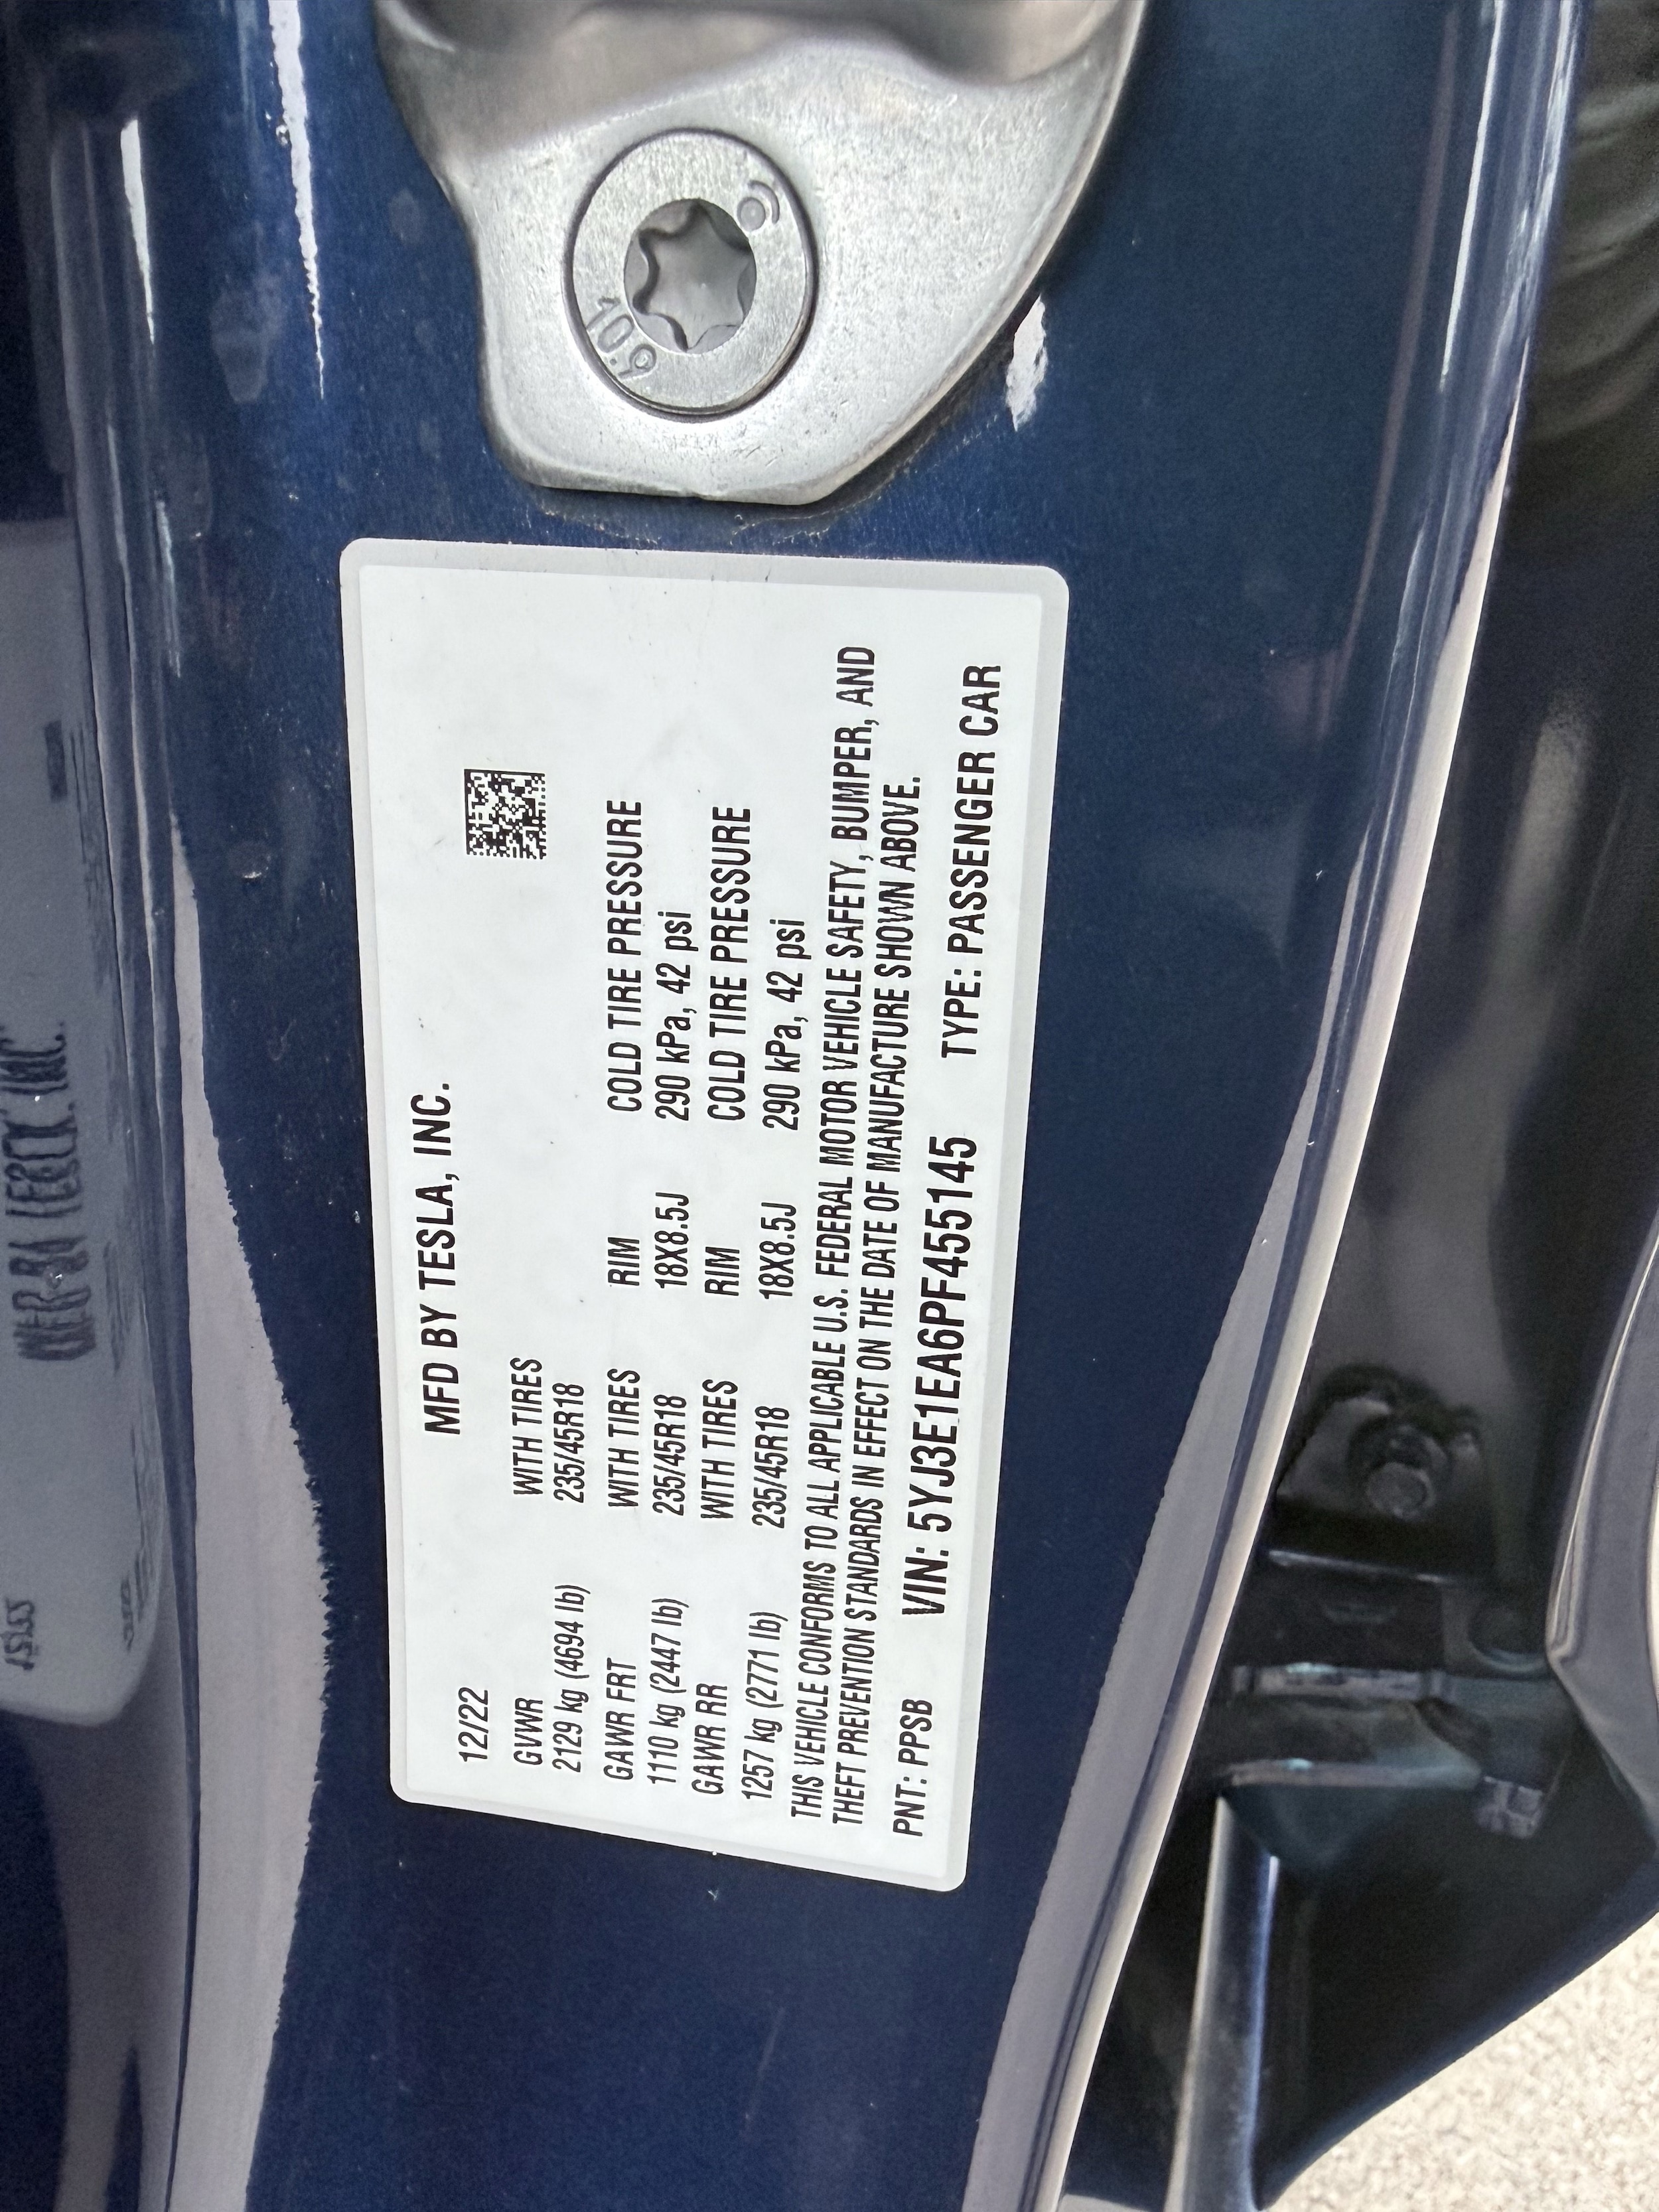 10.9
MFD BY TESLA, INC.
12/22
GVWR WITH TIRES
2129 kg (4694 lb) 235/45R18
GAWR FRT WITH TIRES RIM COLD TIRE PRESSURE
1110 kg (2447 lb) 235/45R18 18X8.5J 290 kPa, 42 psi
GAWR RR WITH TIRES RIM COLD TIRE PRESSURE
1257 kg (2771 lb) 235/45R18 18X8.5J 290 kPa, 42 psi
THIS VEHICLE CONFORMS TO ALL APPLICABLE U.S. FEDERAL MOTOR VEHICLE SAFETY, BUMPER, AND
THEFT PREVENTION STANDARDS IN EFFECT ON THE DATE OF MANUFACTURE SHOWN ABOVE.
PNT: PPSB VIN: 5YJ3E1EA6PF455145 TYPE: PASSENGER CAR